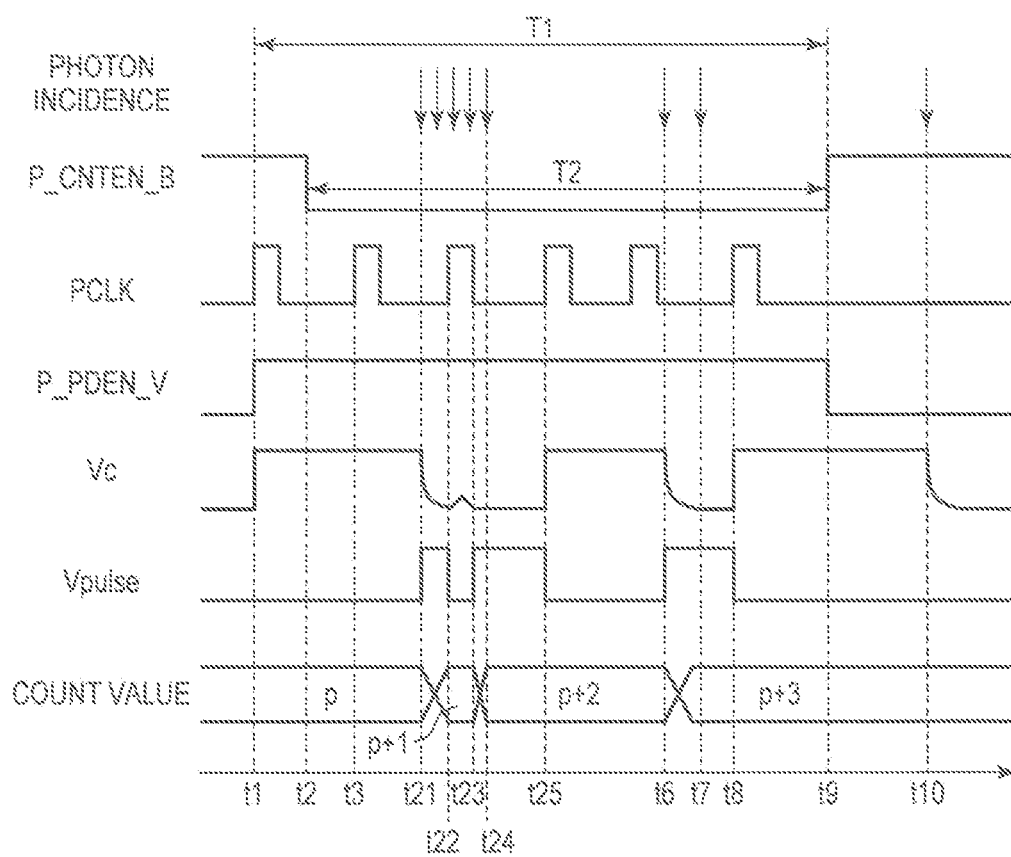 T1
PHOTON
INCIDENCE
P_CNTEN_B
T2
PCLK
P_PDEN_V
Vc
Vpulse
COUNT VALUE
p
p+1
p+2
p+3
t1 t2 t3 t21 t23 t25 t6 t7 t8 t9 t10
t22 t24